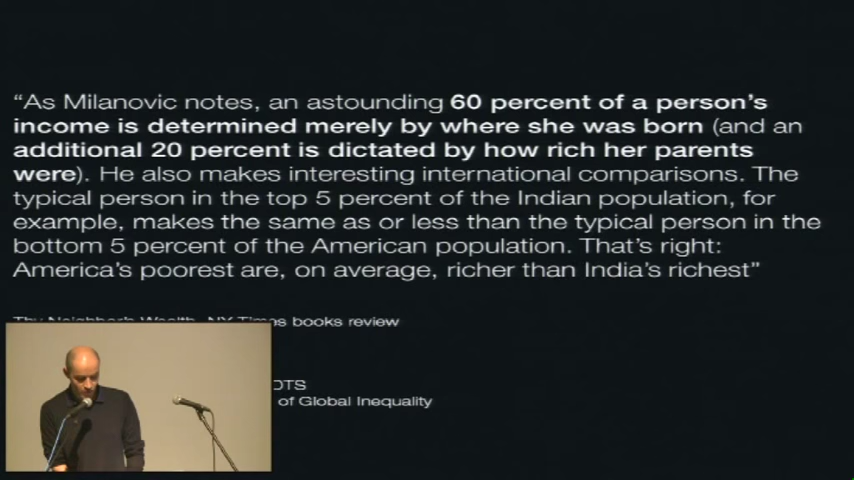 “As Milanovic notes, an astounding 60 percent of a person’s
income is determined merely by where she was born (and an
additional 20 percent is dictated by how rich her parents
were). He also makes interesting international comparisons. The
typical person in the top 5 percent of the Indian population, for
example, makes the same as or less than the typical person in the
bottom 5 percent of the American population. That’s right:
America’s poorest are, on average, richer than India’s richest”
Thy Neighbor’s Wealth, NY Times books review
OTS
of Global Inequality